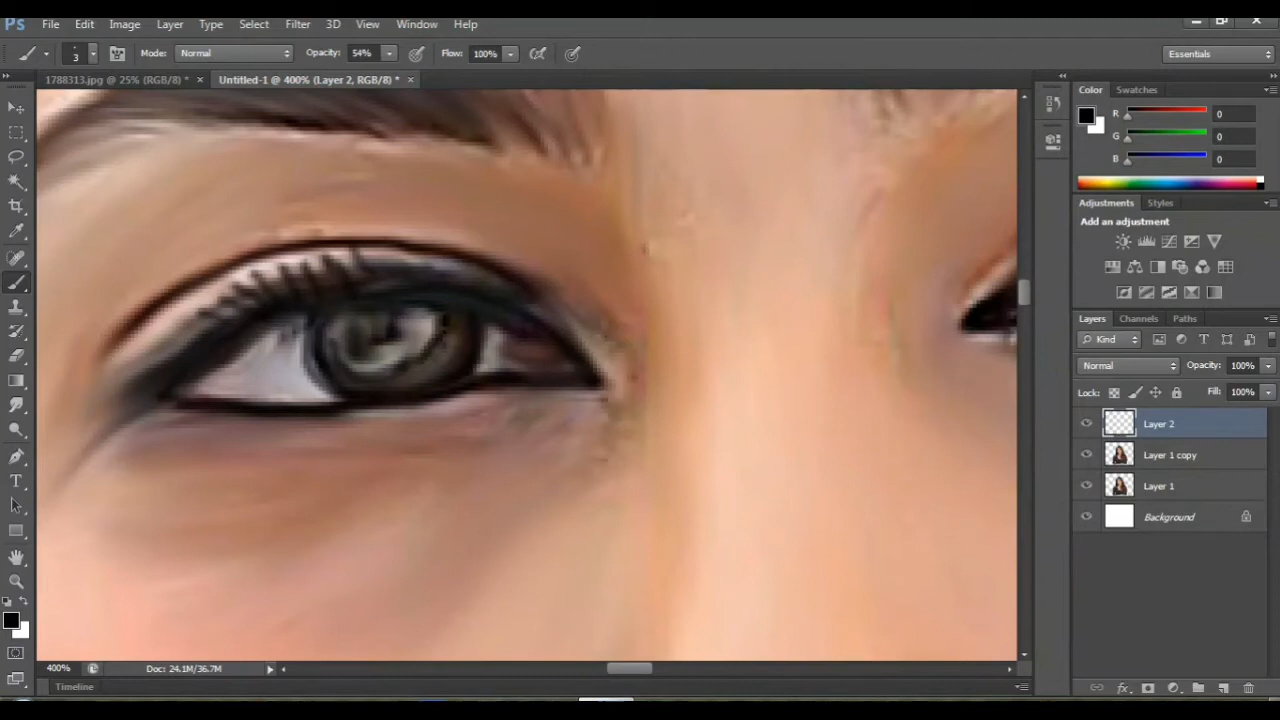 Ps File Edit Image Layer Type Select Filter 3D View Window Help
3 Mode: Normal Opacity: 54% Flow: 100% Essentials
1788313.jpg @ 25% (RGB/8) * × Untitled-1 @ 400% (Layer 2, RGB/8) * ×
Color Swatches
R 0
G 0
B 0
Adjustments Styles
Add an adjustment
Layers Channels Paths
Kind
Normal Opacity: 100%
Lock: Fill: 100%
Layer 2
Layer 1 copy
Layer 1
Background
400% Doc: 24.1M/36.7M
Timeline